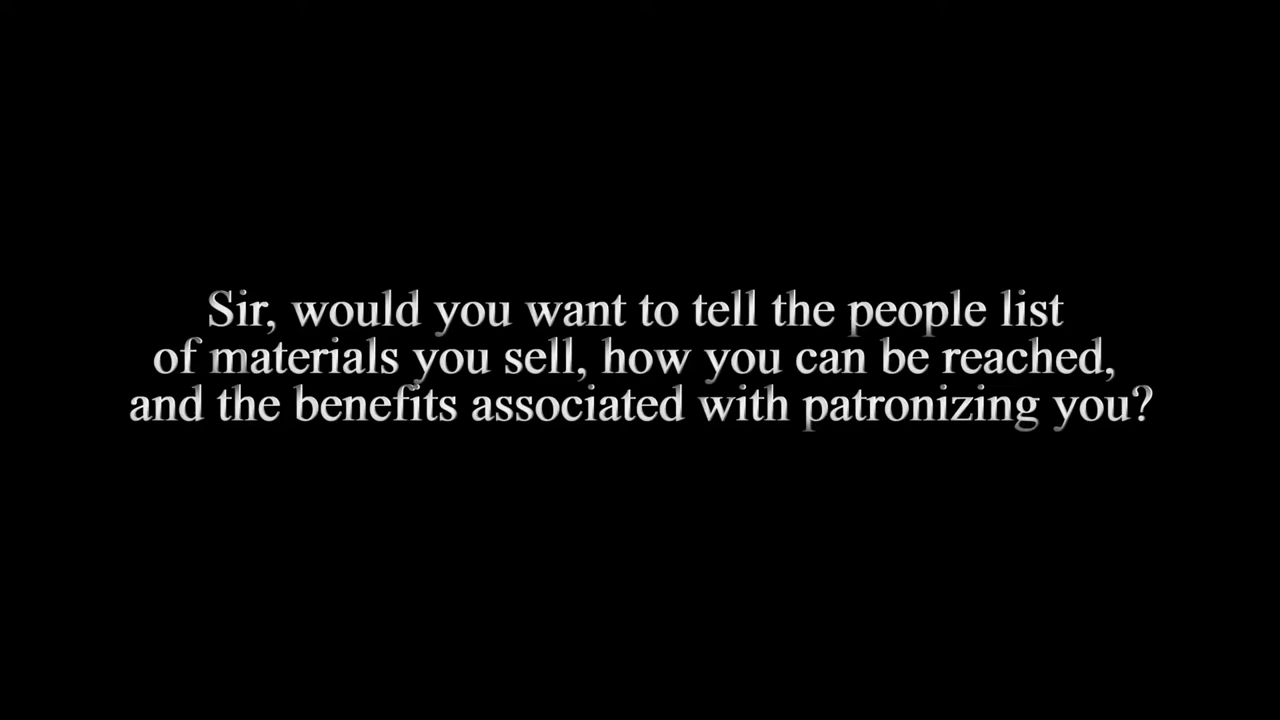 Sir, would you want to tell the people list
of materials you sell, how you can be reached,
and the benefits associated with patronizing you?